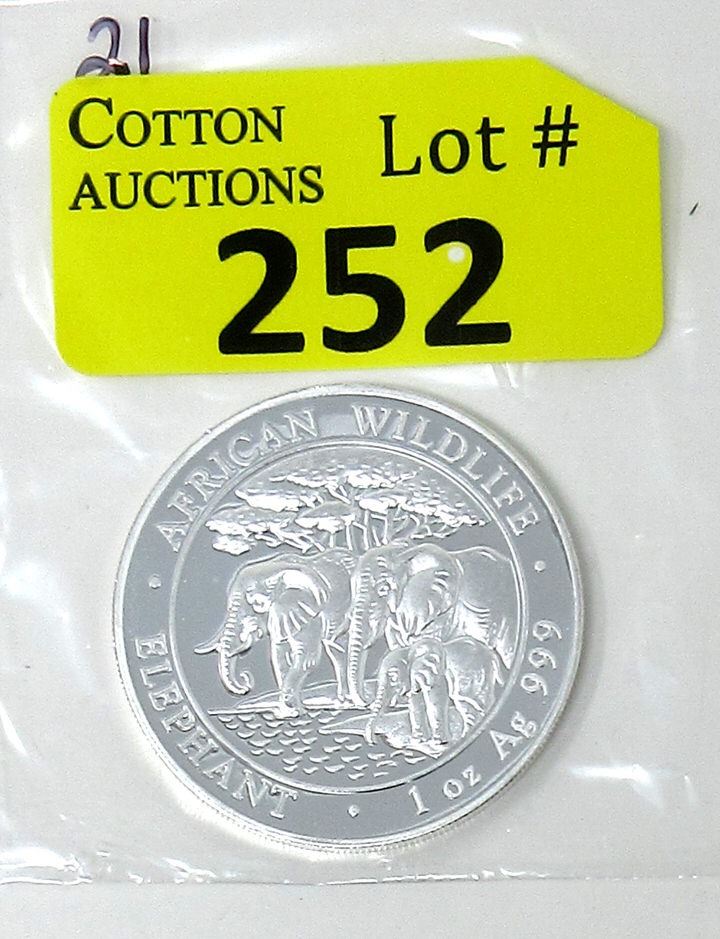 21
COTTON
AUCTIONS
Lot #
252
AFRICAN WILDLIFE
ELEPHANT
1 oz Ag 999